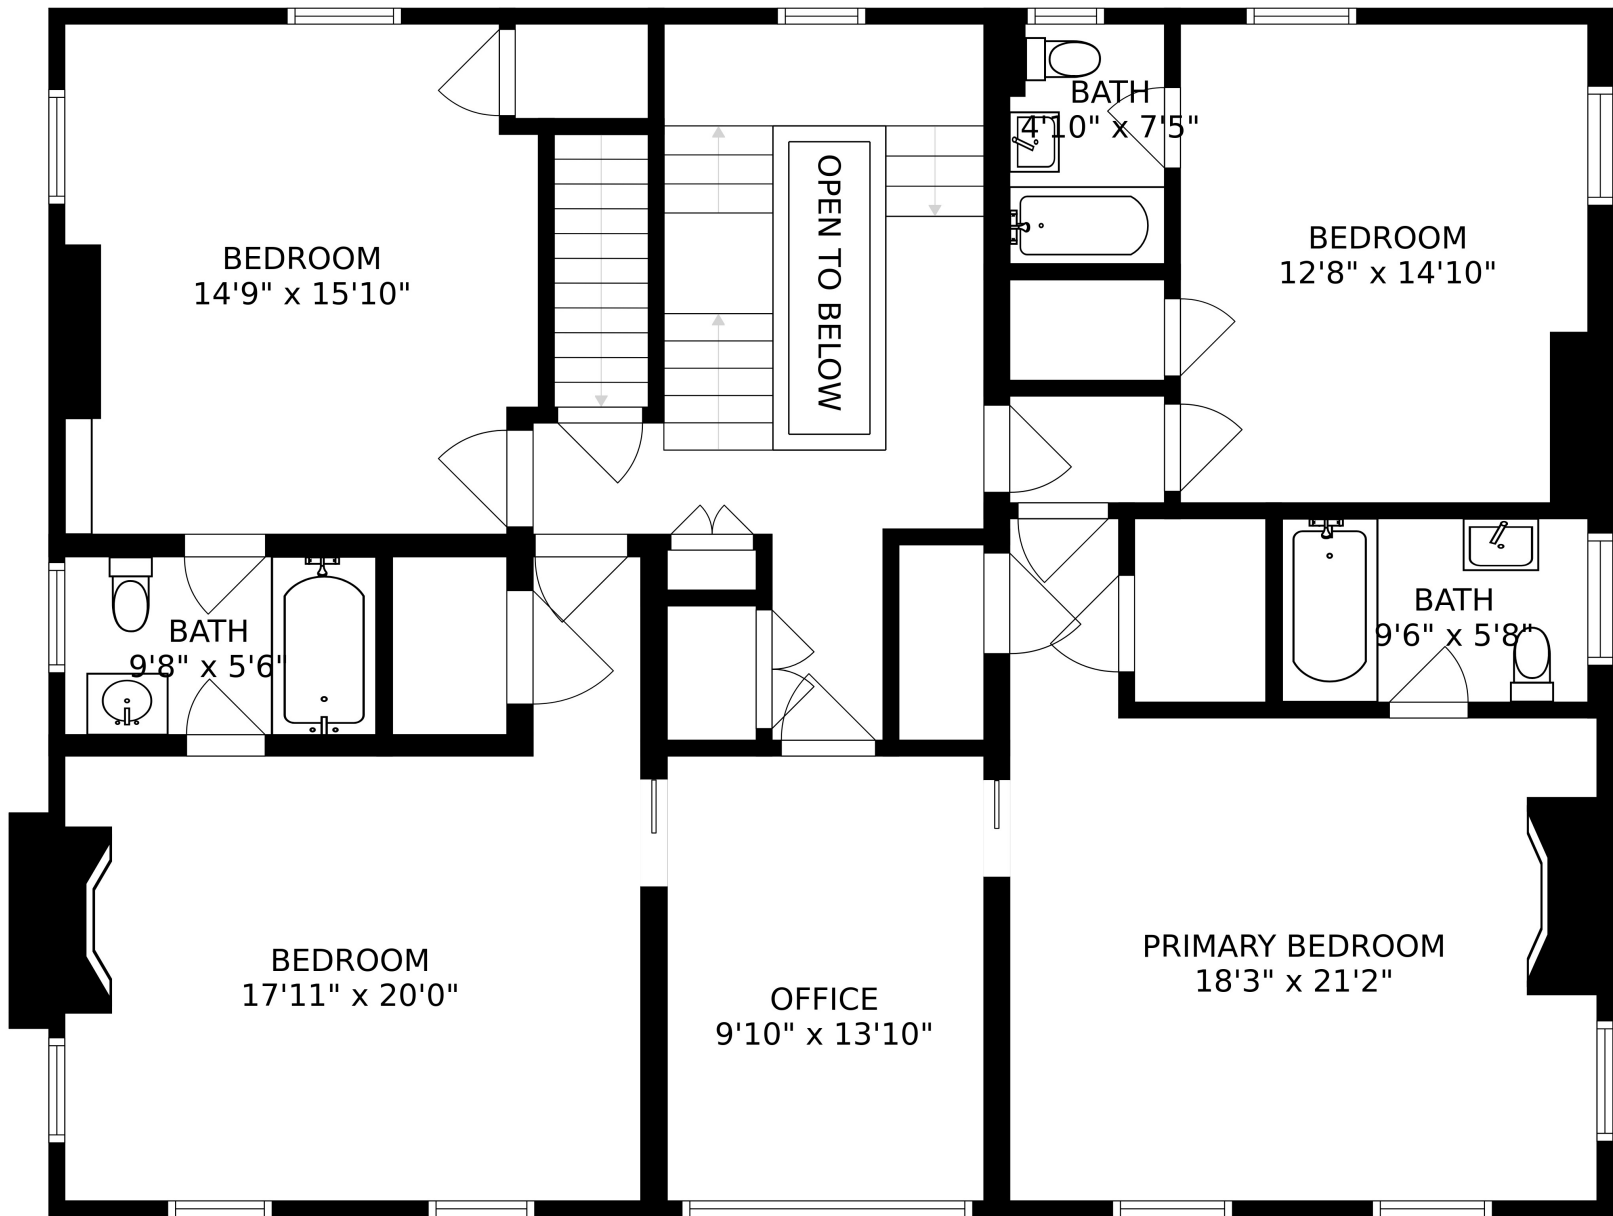 BATH
4'10" x 7'5"
OPEN TO BELOW
BEDROOM
14'9" x 15'10"
BEDROOM
12'8" x 14'10"
BATH
9'8" x 5'6"
BATH
9'6" x 5'8"
BEDROOM
17'11" x 20'0"
OFFICE
9'10" x 13'10"
PRIMARY BEDROOM
18'3" x 21'2"